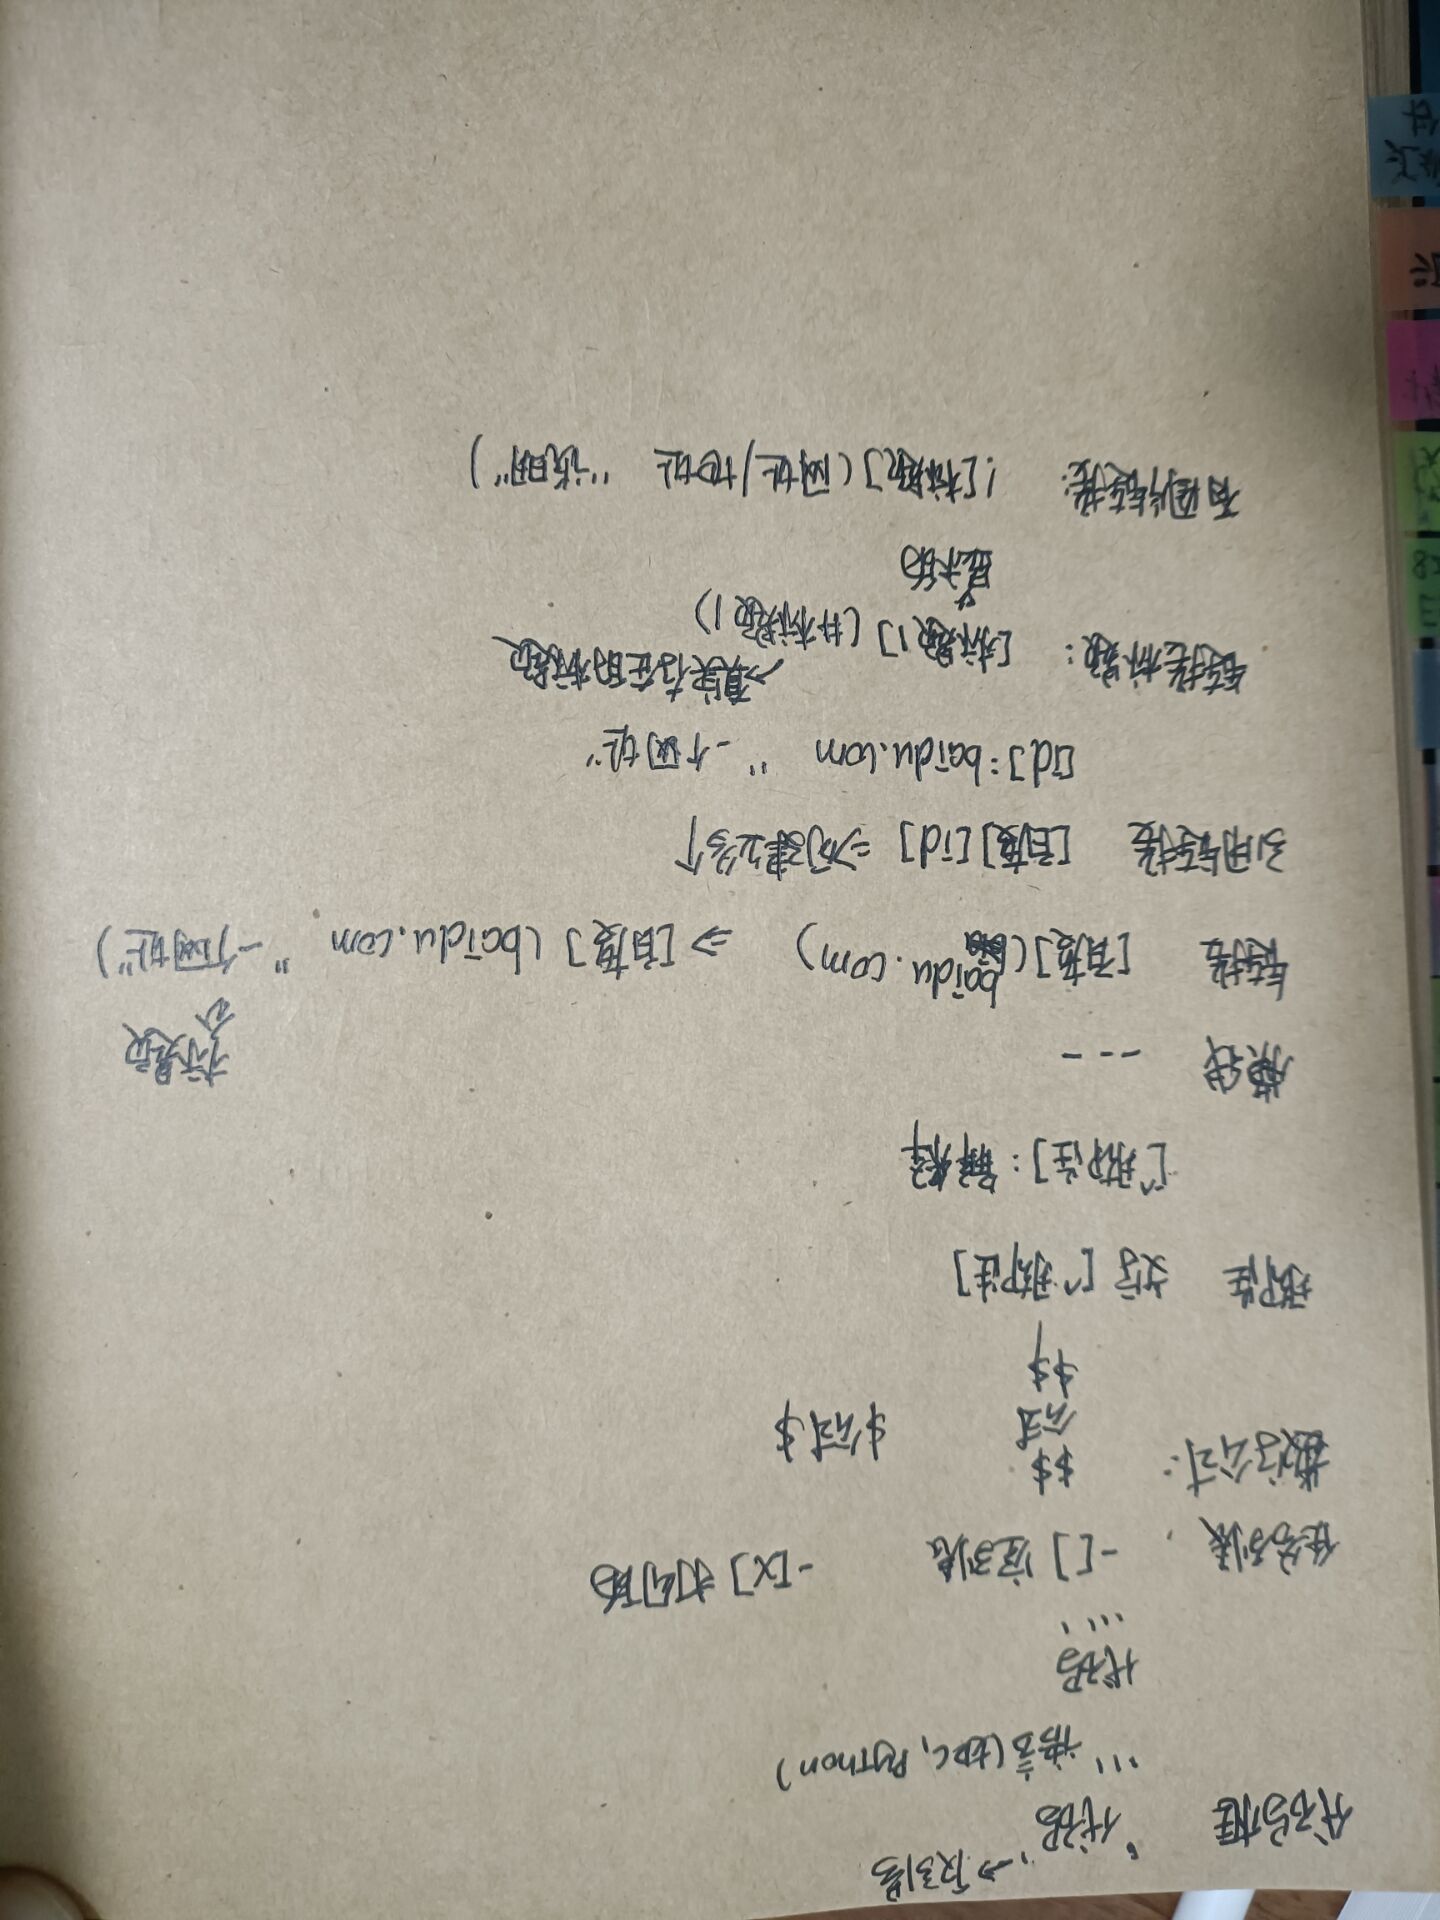 代码框 `代码` →反引号
``` 语言(如C, Python)
代码
````
任务列表, -[ ] 空列表 -[x] 打勾的
数学公式: $$ 公式 $$ $公式$
脚注 文字[^脚注]
[^脚注]: 解释
横线 ---
标题
链接 [百度](baidu.com) ⇒ [百度](baidu.com "一个网址")
引用链接 [百度][id] ⇒可建立多个
[id]: baidu.com "一个网址"
→真实存在的标题
链接标题: [标题1](#标题1)
显示的
有图片链接: ![标题](网址/地址 "说明")